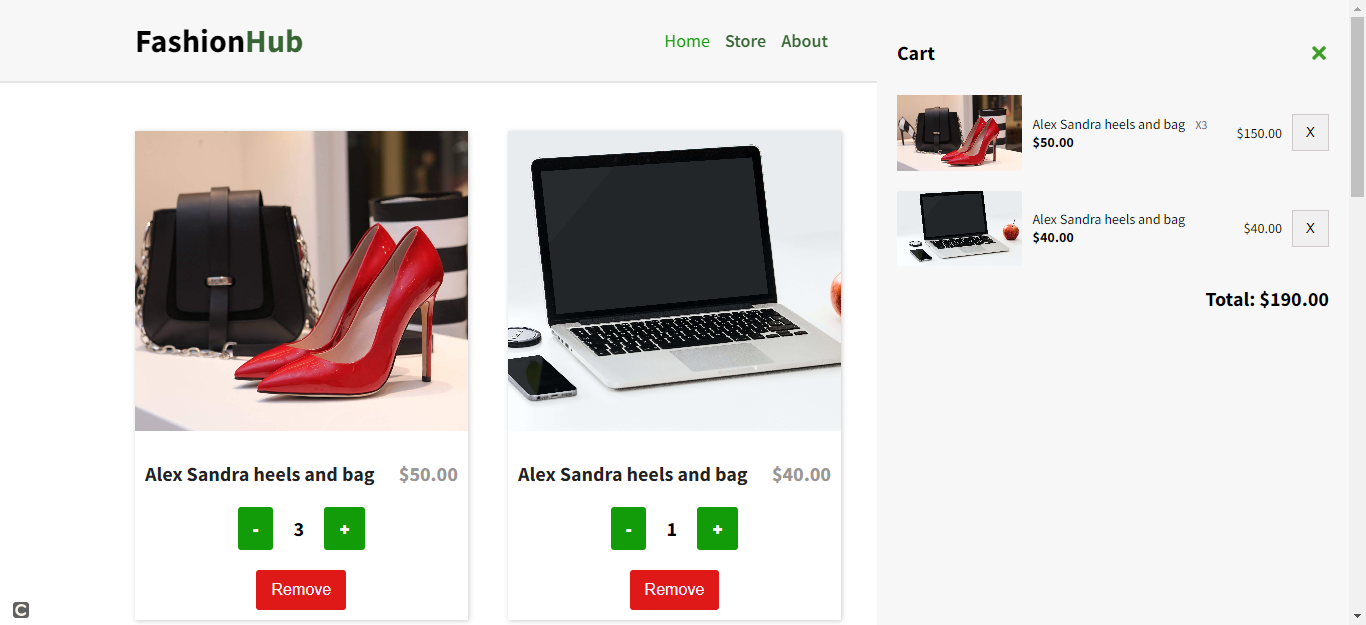 FashionHub
Home Store About
Alex Sandra heels and bag $50.00
- 3 +
Remove
Alex Sandra heels and bag $40.00
- 1 +
Remove
Cart
Alex Sandra heels and bag X3
$50.00
$150.00 X
Alex Sandra heels and bag
$40.00
$40.00 X
Total: $190.00
C